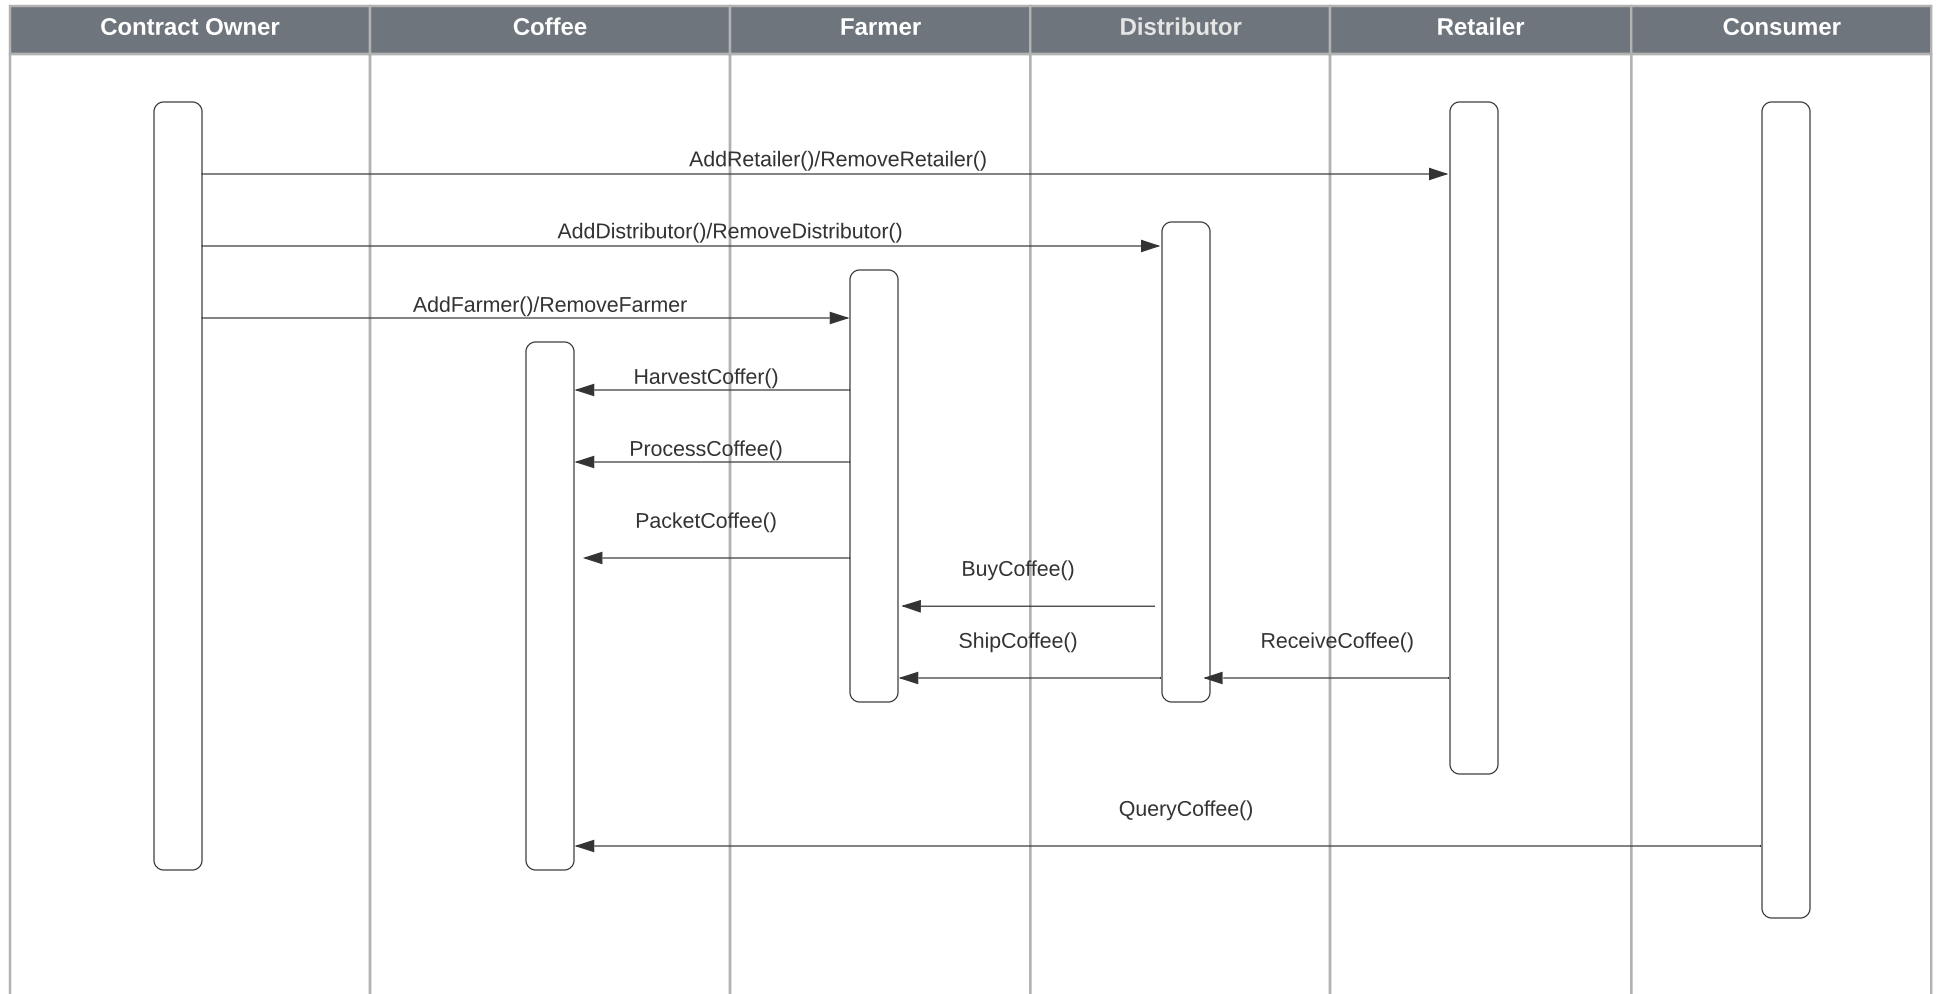 Contract Owner
Coffee
Farmer
Distributor
Retailer
Consumer
AddRetailer()/RemoveRetailer()
AddDistributor()/RemoveDistributor()
AddFarmer()/RemoveFarmer
HarvestCoffer()
ProcessCoffee()
PacketCoffee()
BuyCoffee()
ShipCoffee()
ReceiveCoffee()
QueryCoffee()